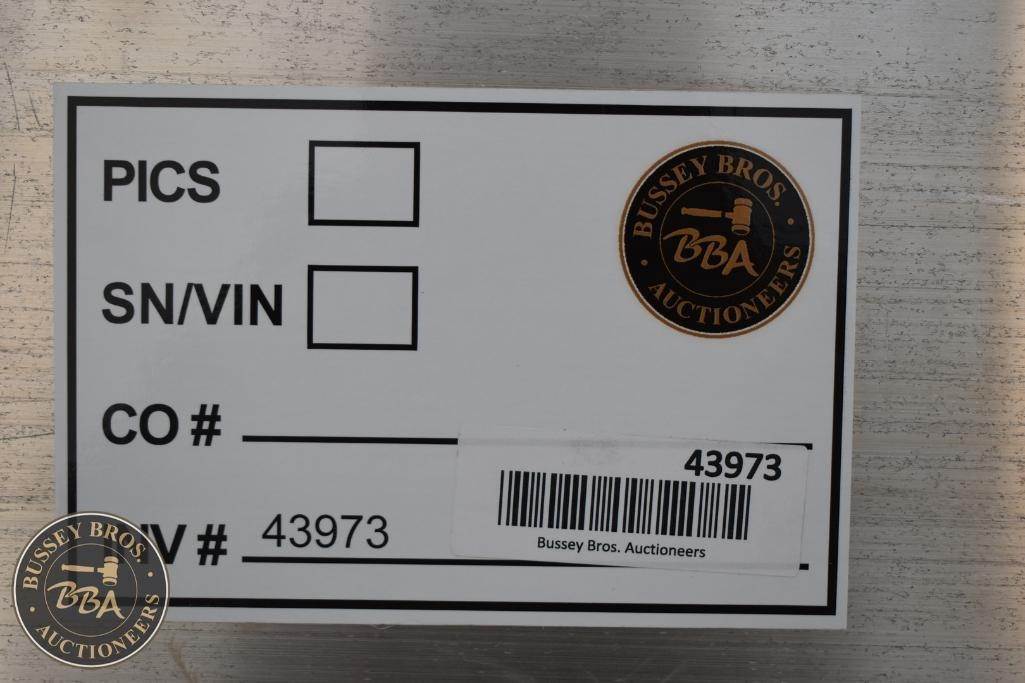 PICS
BUSSEY BROS.
BBA
AUCTIONEERS
SN/VIN
CO #
43973
INV # 43973
Bussey Bros. Auctioneers
BUSSEY BROS.
BBA
AUCTIONEERS